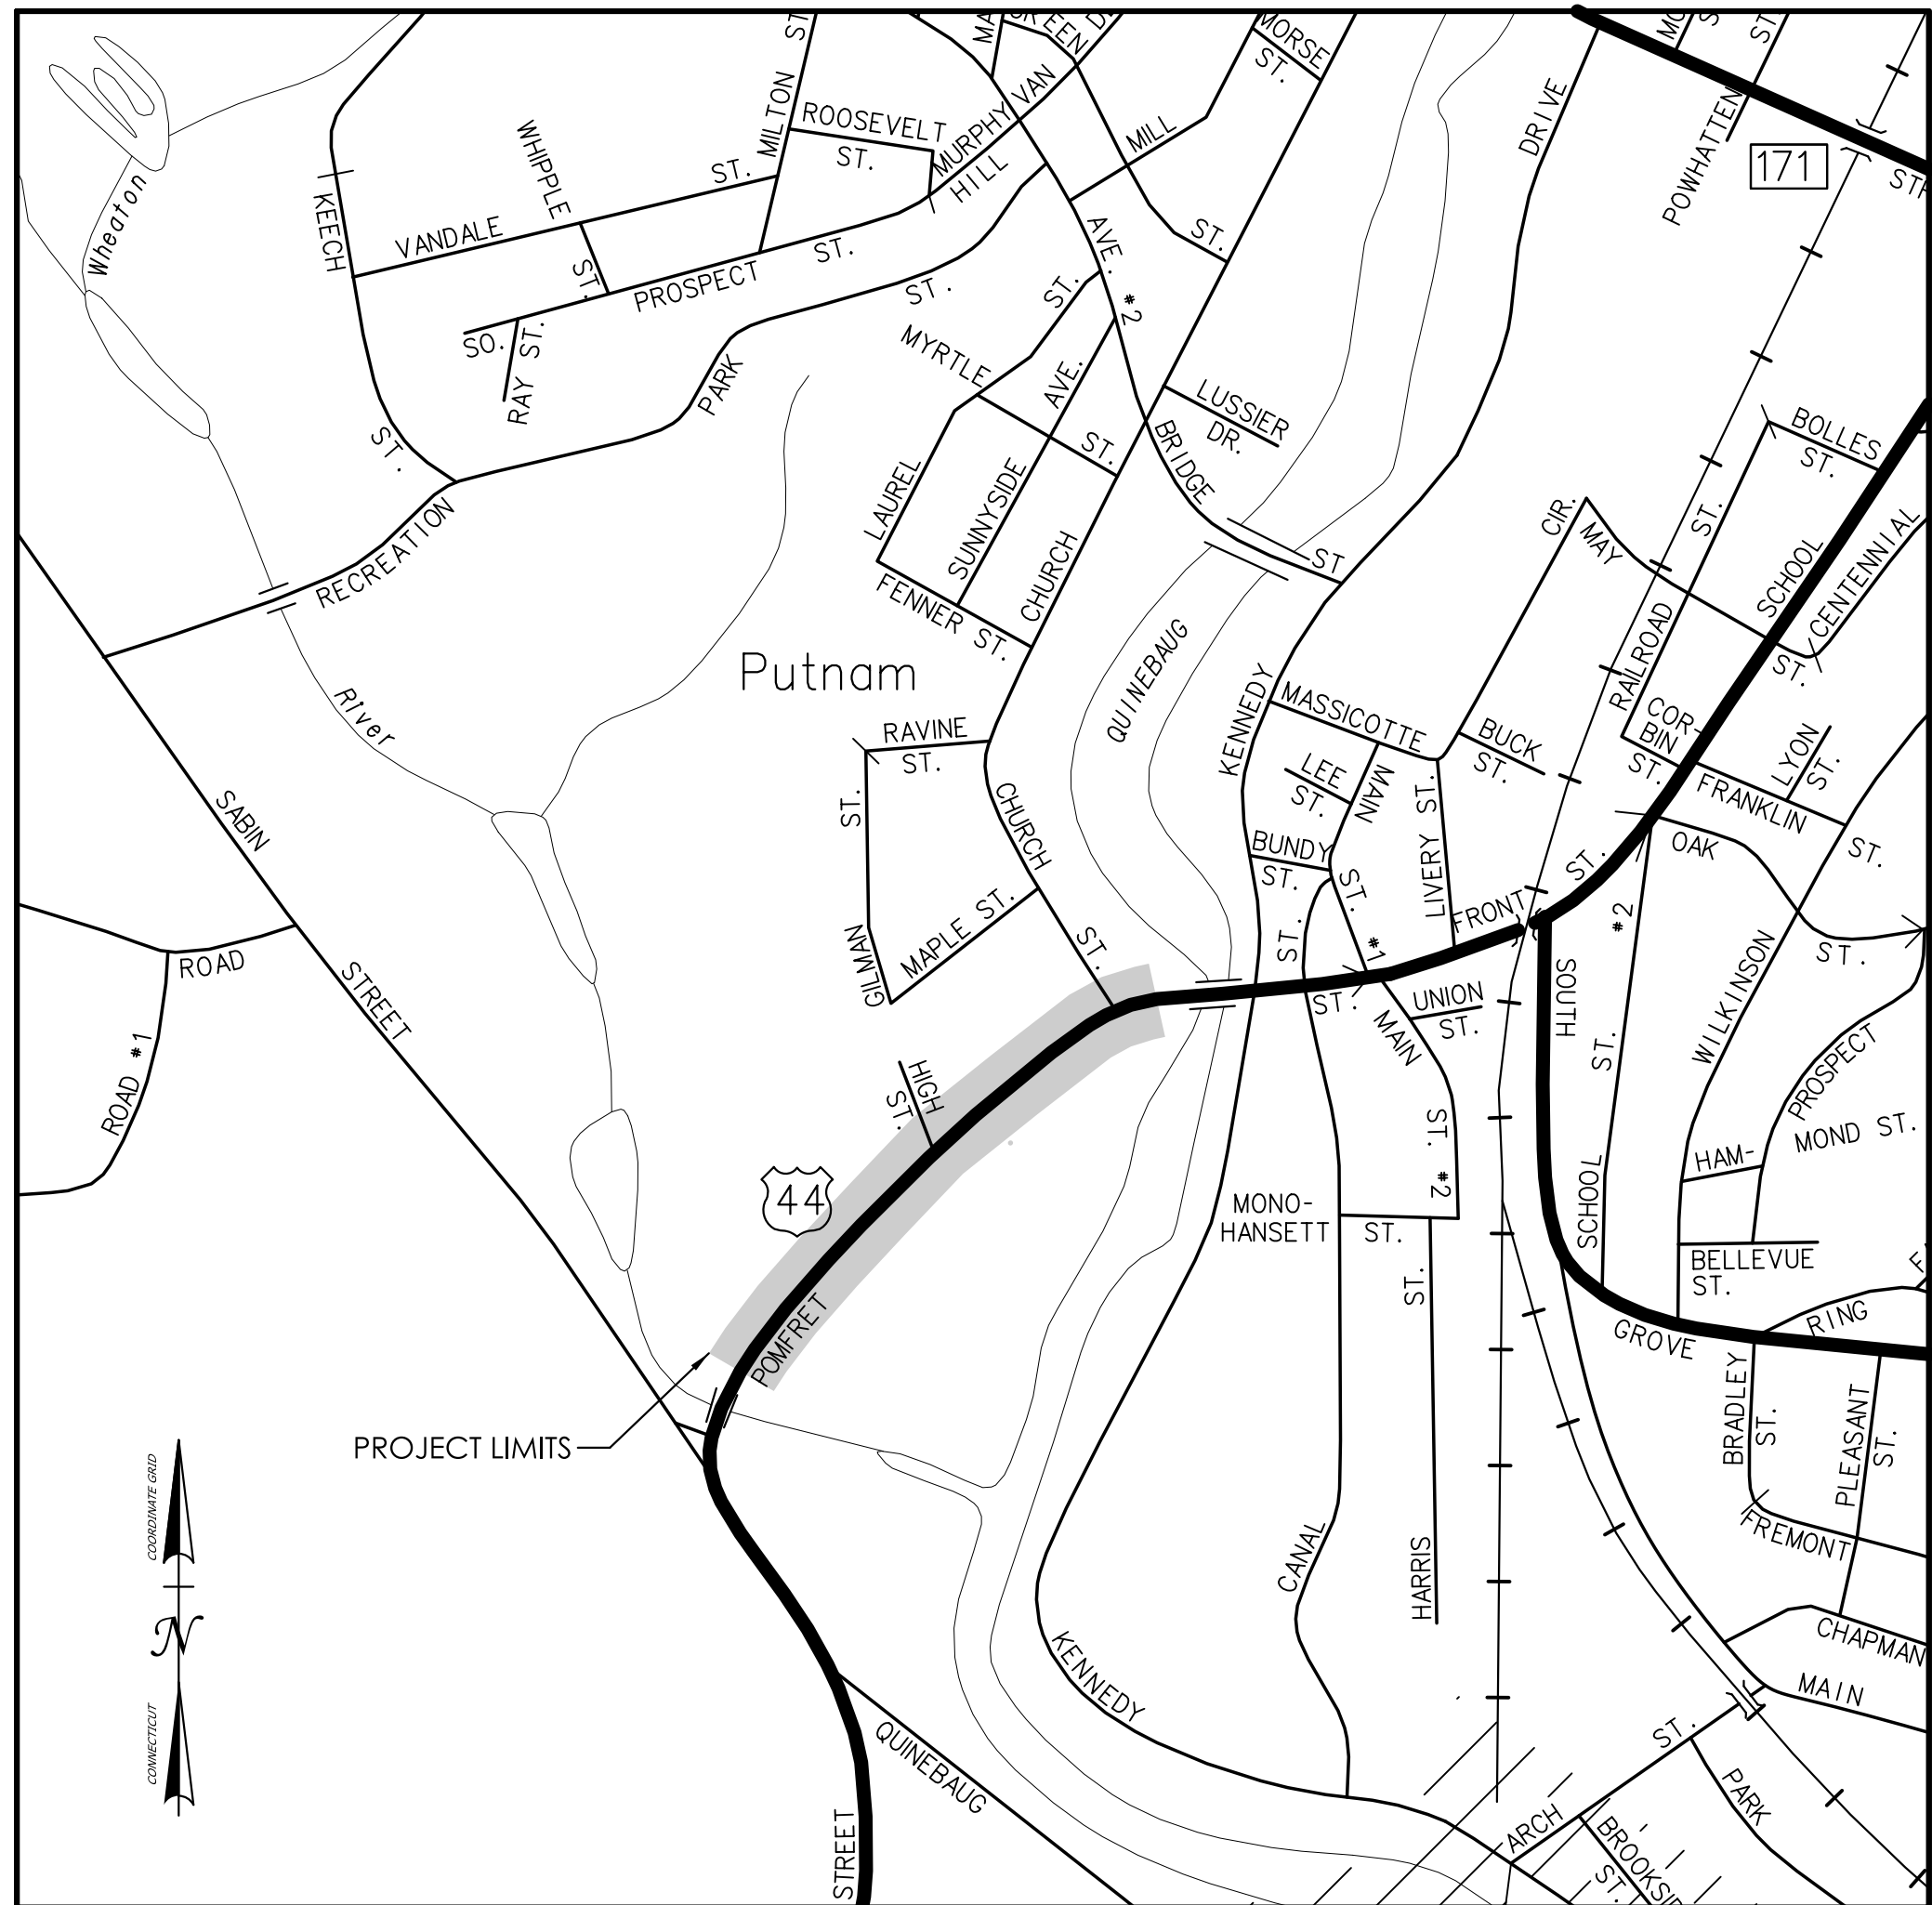 ST
MORSE
ST.
DRIVE
POWHATTEN
ST
171
ROOSEVELT
ST.
MURPHY VAN
HILL
MILL
ST.
WHIPPLE
ST.
MILTON
ST.
Wheaton
KEECH
ST.
VANDALE
PROSPECT
ST.
SO.
RAY ST.
PARK
ST.
AVE. #2
MYRTLE
ST.
ST.
AVE.
LUSSIER
DR.
BRIDGE
ST
LAUREL
SUNNYSIDE
CHURCH
FENNER ST.
RECREATION
BOLLES
ST.
CIR.
MAY
ST.
ST.
SCHOOL
CENTENNIAL
RAILROAD
COR-
BIN
ST.
LYON
ST.
FRANKLIN
ST.
Putnam
QUINEBAUG
KENNEDY
MASSICOTTE
LEE
ST.
MAIN
ST. #1
BUCK
ST.
LIVERY ST.
BUNDY
ST.
River
RAVINE
ST.
ST.
GILMAN
MAPLE ST.
CHURCH
ST.
SABIN
STREET
ROAD
ROAD #1
OAK
ST.
FRONT
ST.
ST.
ST.
UNION
ST.
MAIN
ST. #2
SOUTH
#2
ST.
SCHOOL
WILKINSON
PROSPECT
HAM-
MOND ST.
HIGH
ST.
44
POMFRET
MONO-
HANSETT
ST.
ST.
HARRIS
BELLEVUE
ST.
GROVE
RING
BRADLEY
ST.
PLEASANT
ST.
FREMONT
CHAPMAN
MAIN
PROJECT LIMITS
COORDINATE GRID
N
CONNECTICUT
CANAL
KENNEDY
QUINEBAUG
STREET
ARCH
ST.
PARK
ST.